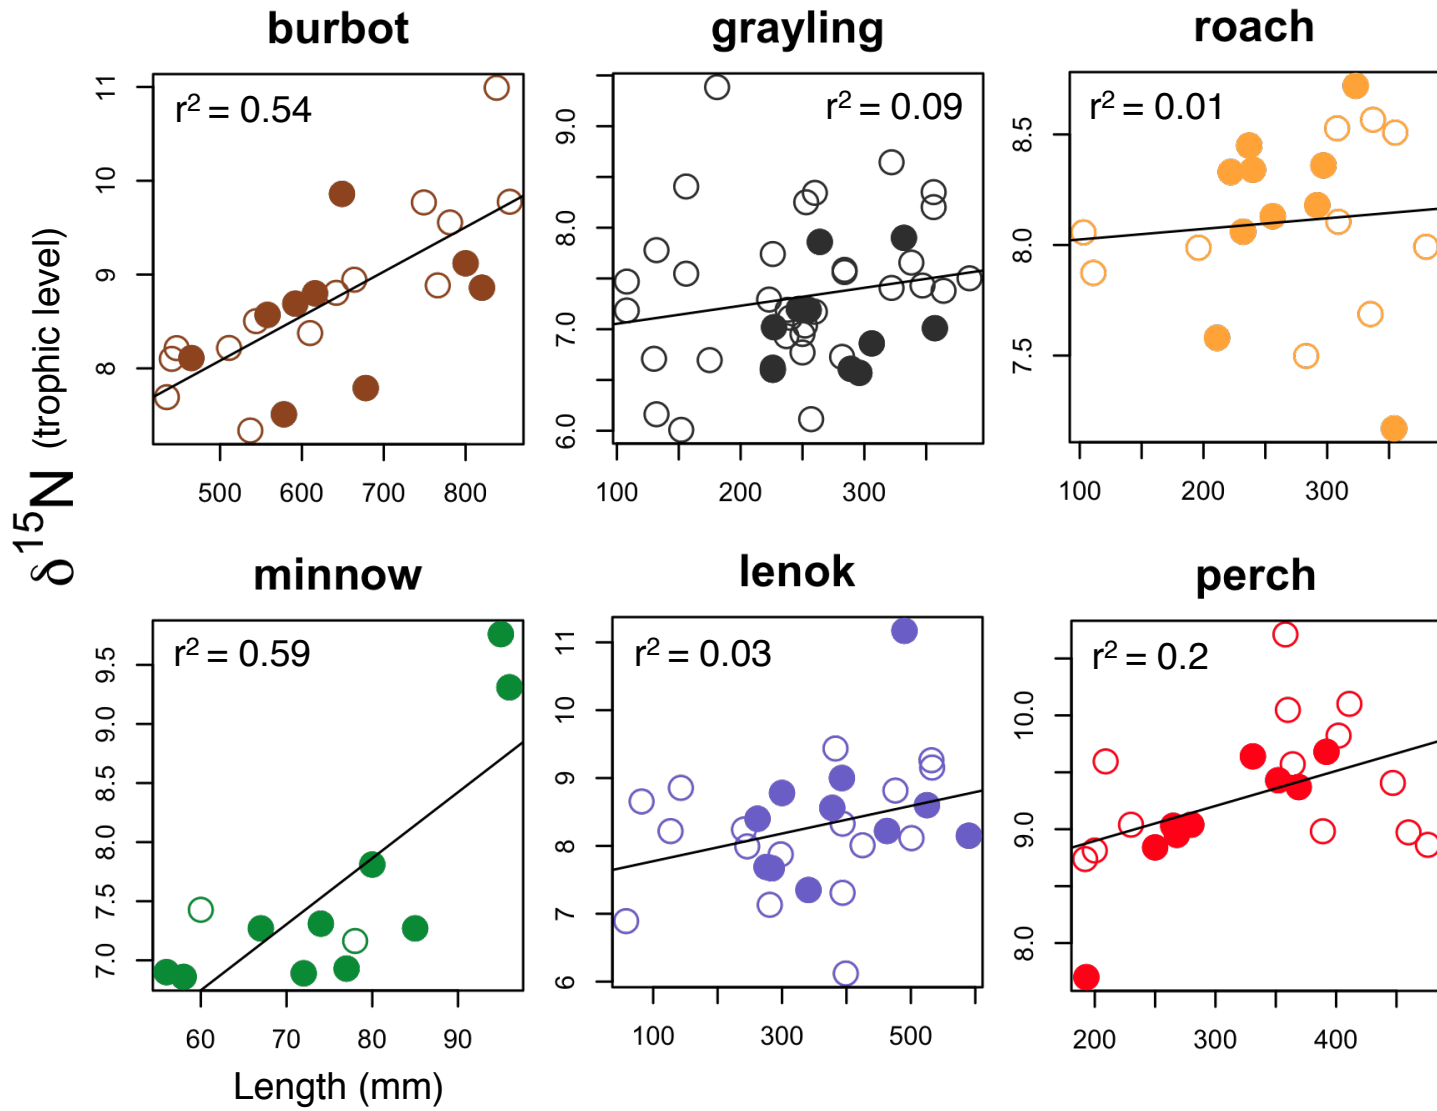 burbot
grayling
roach
r² = 0.54
r² = 0.09
r² = 0.01
11
10
9
8
500 600 700 800
9.0
8.0
7.0
6.0
100 200 300
8.5
8.0
7.5
100 200 300
δ ¹⁵N (trophic level)
minnow
lenok
perch
r² = 0.59
r² = 0.03
r² = 0.2
9.5
9.0
8.5
8.0
7.5
7.0
60 70 80 90
11
10
9
8
7
6
100 300 500
10.0
9.0
8.0
200 300 400
Length (mm)